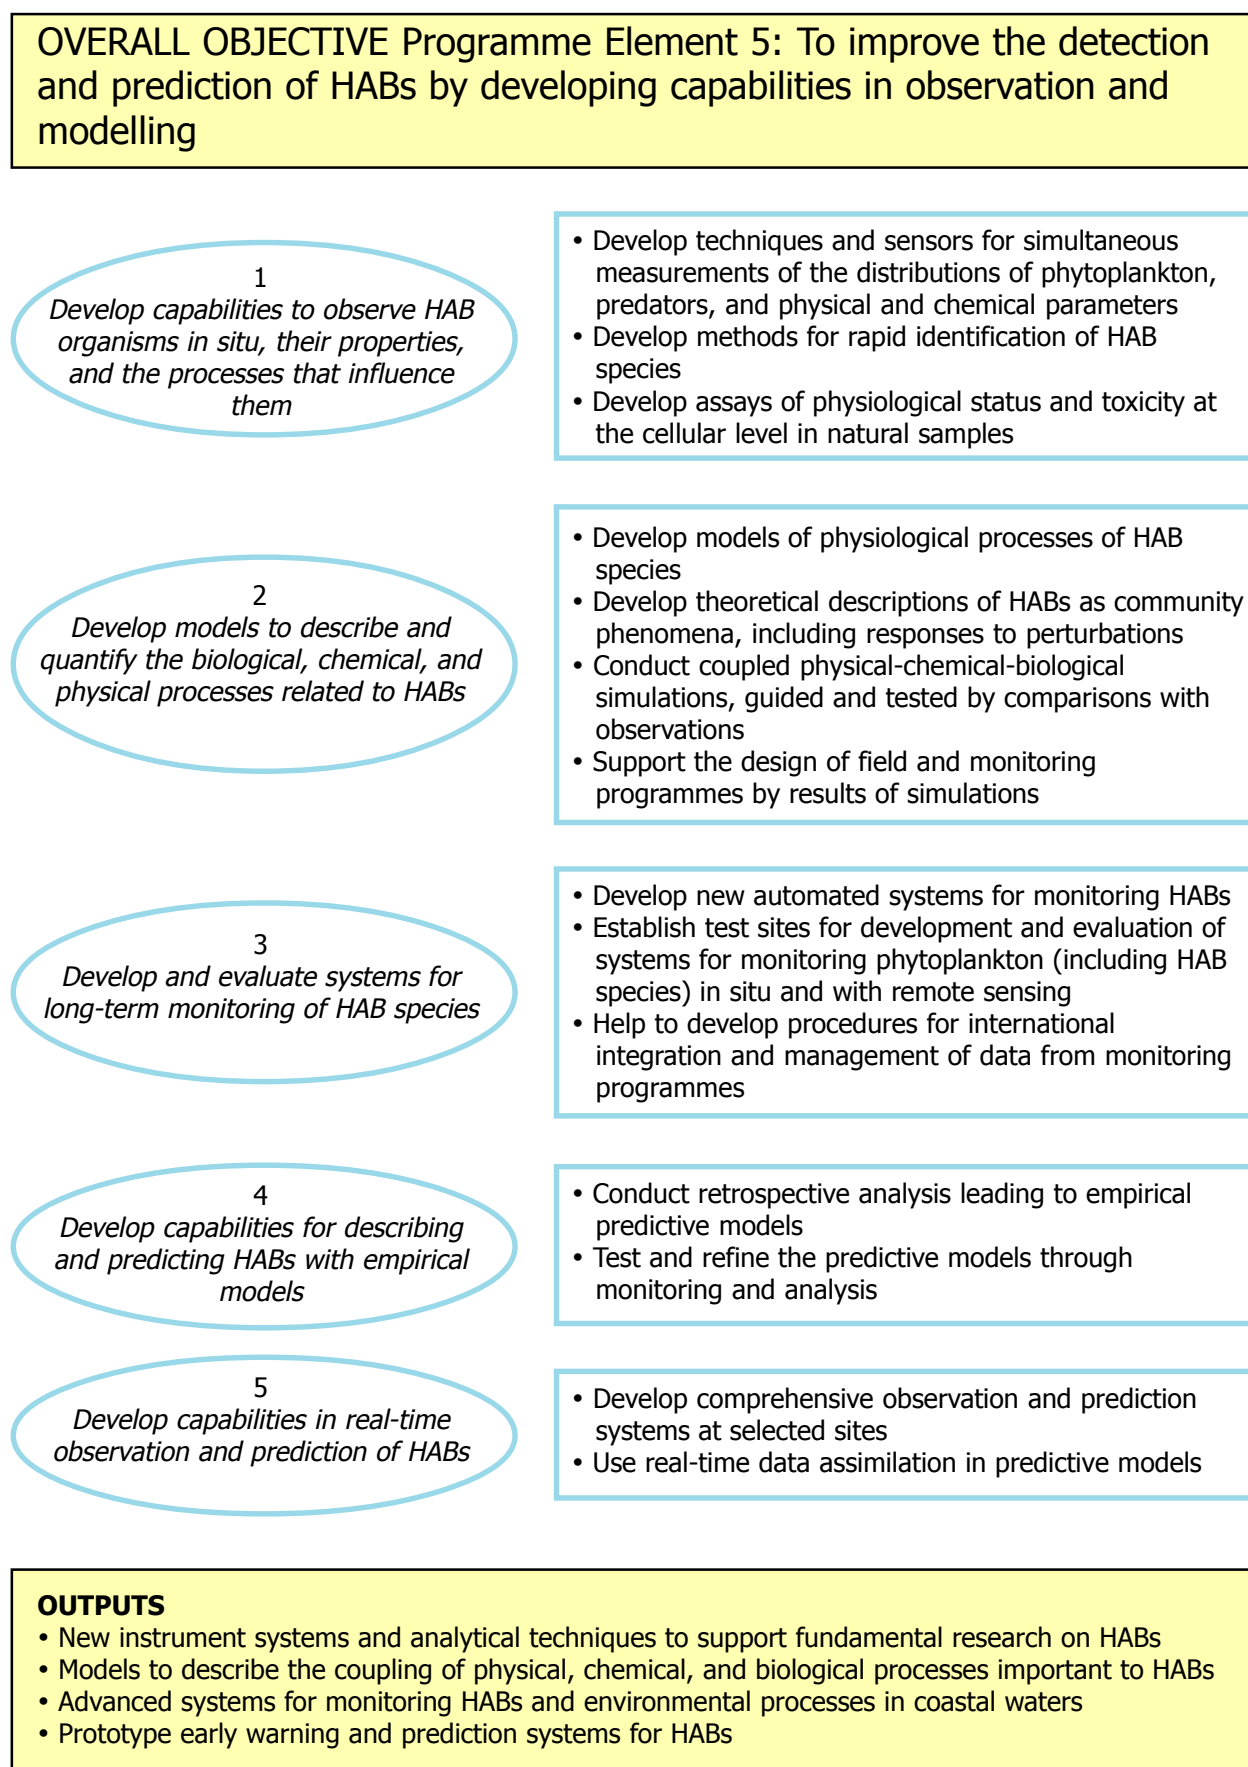 OVERALL OBJECTIVE Programme Element 5: To improve the detection
and prediction of HABs by developing capabilities in observation and
modelling
1
Develop capabilities to observe HAB
organisms in situ, their properties,
and the processes that influence
them
• Develop techniques and sensors for simultaneous
measurements of the distributions of phytoplankton,
predators, and physical and chemical parameters
• Develop methods for rapid identification of HAB
species
• Develop assays of physiological status and toxicity at
the cellular level in natural samples
2
Develop models to describe and
quantify the biological, chemical, and
physical processes related to HABs
• Develop models of physiological processes of HAB
species
• Develop theoretical descriptions of HABs as community
phenomena, including responses to perturbations
• Conduct coupled physical-chemical-biological
simulations, guided and tested by comparisons with
observations
• Support the design of field and monitoring
programmes by results of simulations
3
Develop and evaluate systems for
long-term monitoring of HAB species
• Develop new automated systems for monitoring HABs
• Establish test sites for development and evaluation of
systems for monitoring phytoplankton (including HAB
species) in situ and with remote sensing
• Help to develop procedures for international
integration and management of data from monitoring
programmes
4
Develop capabilities for describing
and predicting HABs with empirical
models
• Conduct retrospective analysis leading to empirical
predictive models
• Test and refine the predictive models through
monitoring and analysis
5
Develop capabilities in real-time
observation and prediction of HABs
• Develop comprehensive observation and prediction
systems at selected sites
• Use real-time data assimilation in predictive models
OUTPUTS
• New instrument systems and analytical techniques to support fundamental research on HABs
• Models to describe the coupling of physical, chemical, and biological processes important to HABs
• Advanced systems for monitoring HABs and environmental processes in coastal waters
• Prototype early warning and prediction systems for HABs